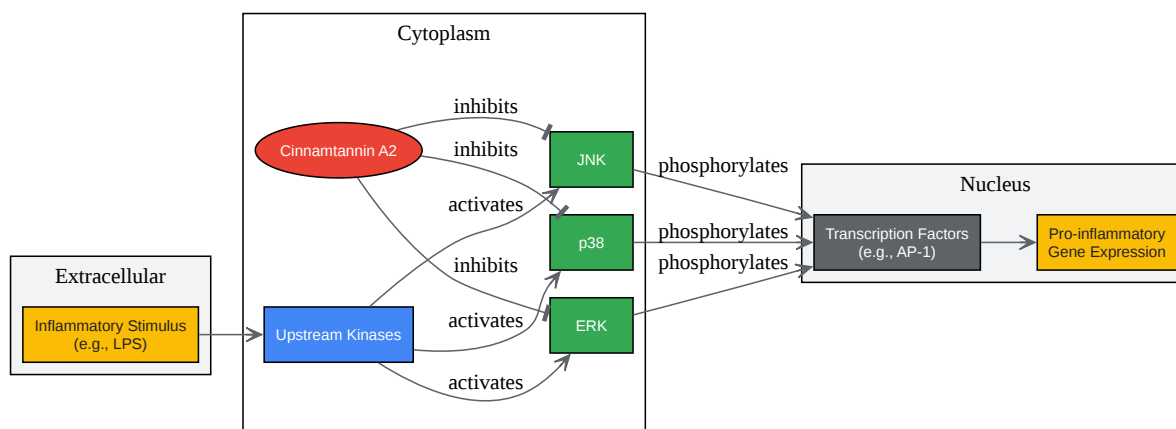 Cytoplasm
inhibits
Cinnamtannin A2
inhibits
JNK
phosphorylates
activates
Nucleus
p38
phosphorylates
Transcription Factors
(e.g., AP-1)
Pro-inflammatory
Gene Expression
inhibits
phosphorylates
Extracellular
Inflammatory Stimulus
(e.g., LPS)
Upstream Kinases
activates
ERK
activates